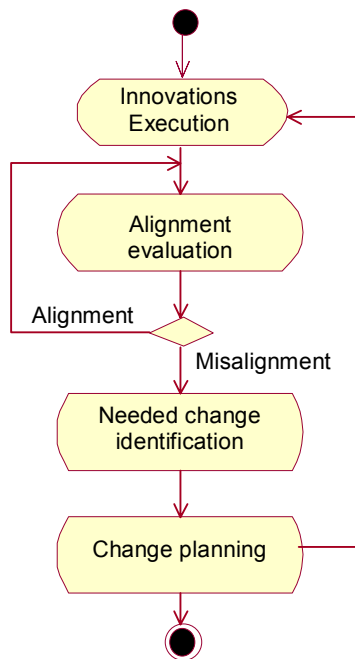 Innovations
Execution
Alignment
evaluation
Alignment
Misalignment
Needed change
identification
Change planning